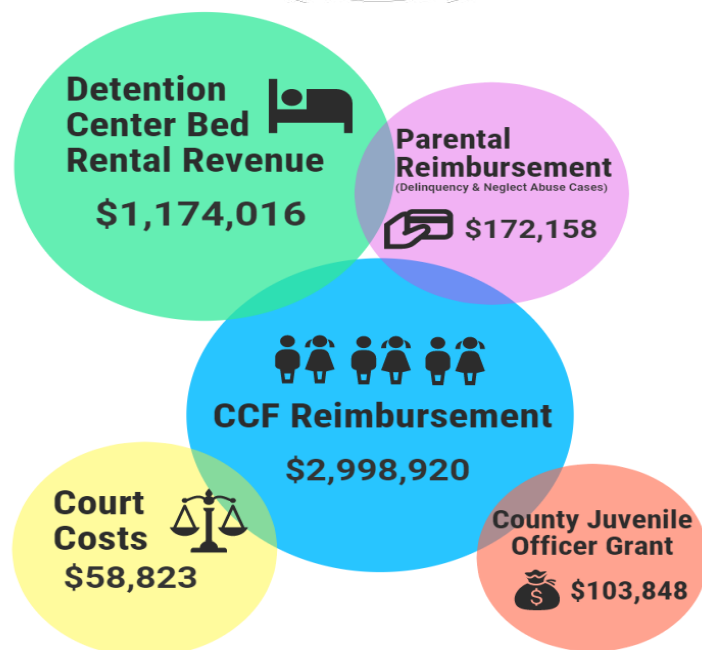 Detention
Center Bed
Rental Revenue
$1,174,016
Parental
Reimbursement
(Delinquency & Neglect Abuse Cases)
$172,158
CCF Reimbursement
$2,998,920
Court
Costs
$58,823
County Juvenile
Officer Grant
$
$103,848